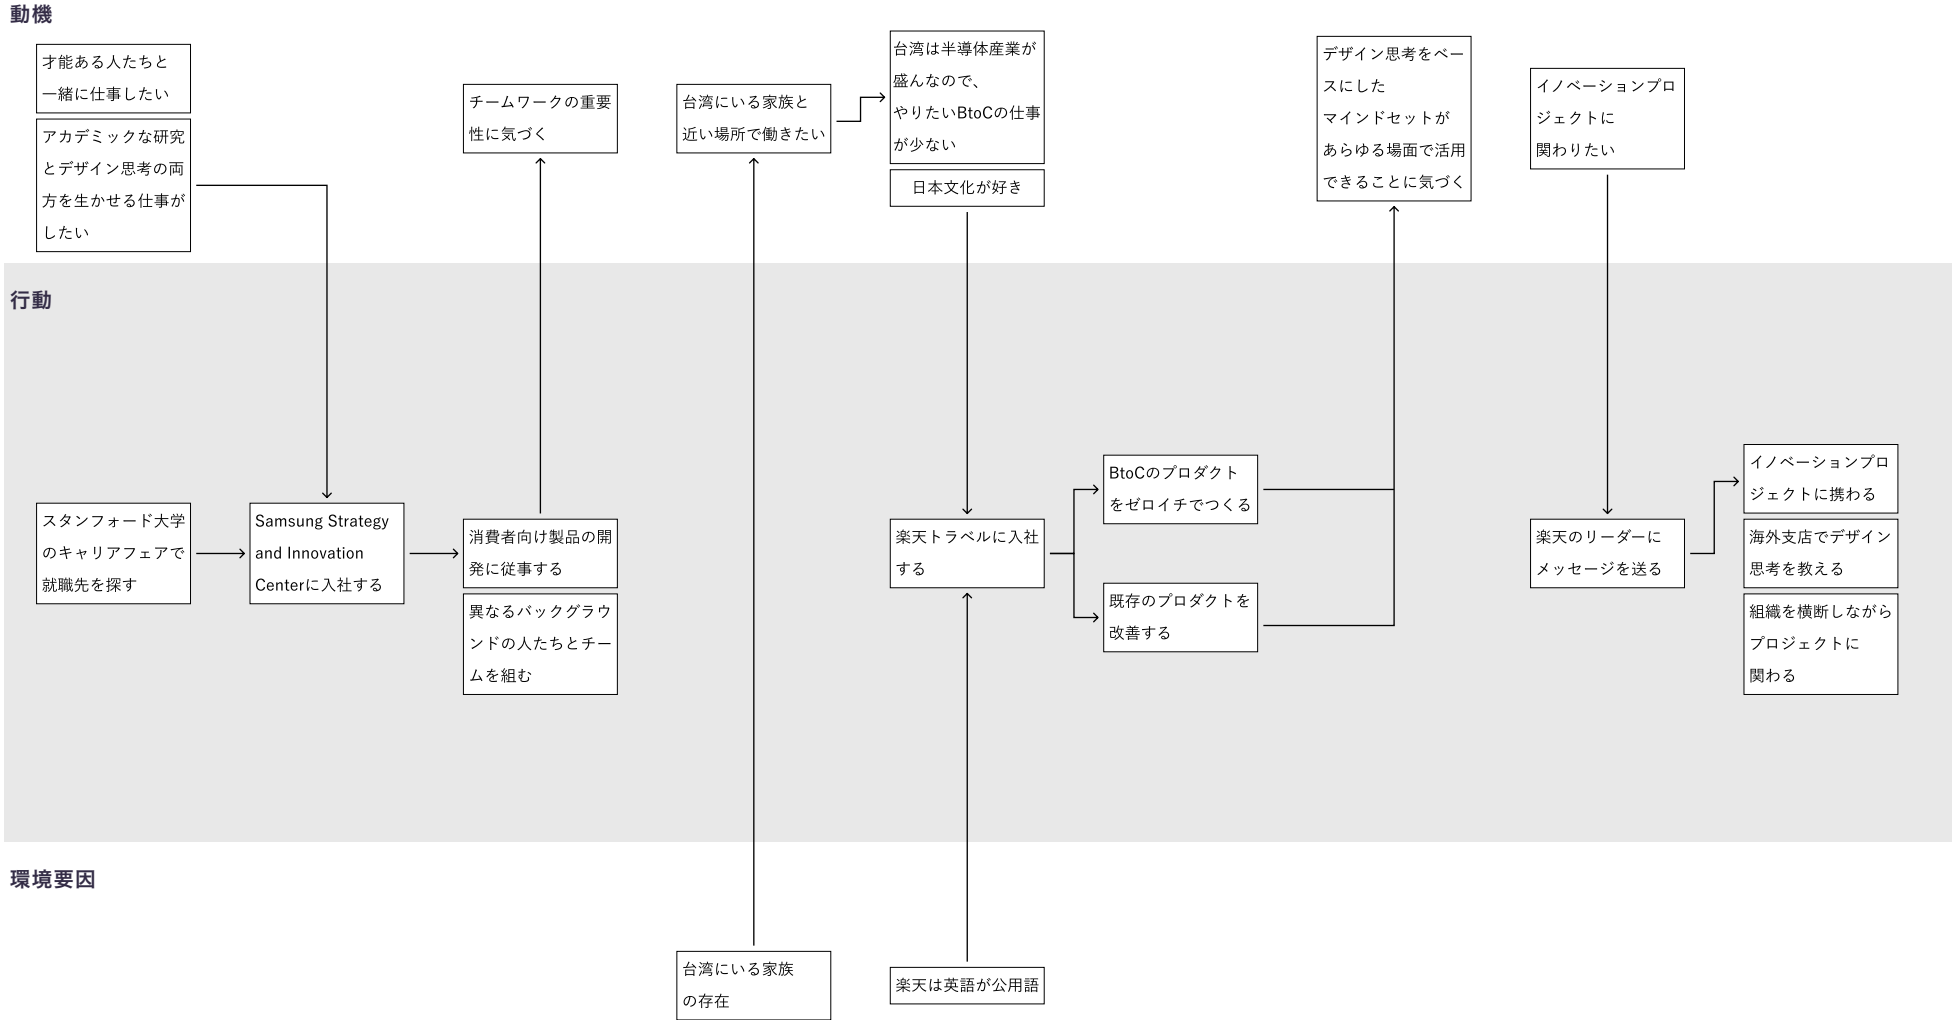 動機
才能ある人たちと
一緒に仕事したい
アカデミックな研究
とデザイン思考の両
方を生かせる仕事が
したい
チームワークの重要
性に気づく
台湾にいる家族と
近い場所で働きたい
台湾は半導体産業が
盛んなので、
やりたいBtoCの仕事
が少ない
日本文化が好き
デザイン思考をベー
スにした
マインドセットが
あらゆる場面で活用
できることに気づく
イノベーションプロ
ジェクトに
関わりたい
行動
スタンフォード大学
のキャリアフェアで
就職先を探す
Samsung Strategy
and Innovation
Centerに入社する
消費者向け製品の開
発に従事する
異なるバックグラウ
ンドの人たちとチー
ムを組む
楽天トラベルに入社
する
BtoCのプロダクト
をゼロイチでつくる
既存のプロダクトを
改善する
楽天のリーダーに
メッセージを送る
イノベーションプロ
ジェクトに携わる
海外支店でデザイン
思考を教える
組織を横断しながら
プロジェクトに
関わる
環境要因
台湾にいる家族
の存在
楽天は英語が公用語